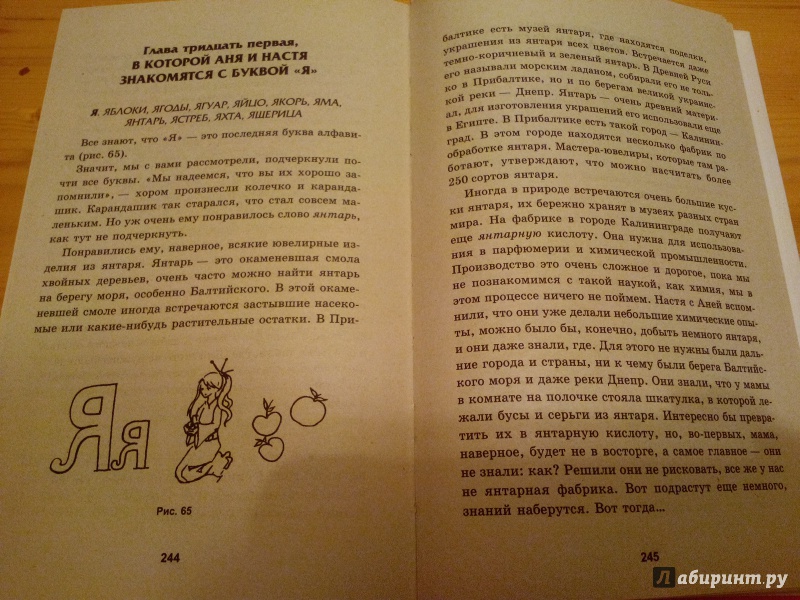 Глава тридцать первая,
В КОТОРОЙ АНЯ И НАСТЯ
ЗНАКОМЯТСЯ С БУКВОЙ «Я»
Я. ЯБЛОКИ, ЯГОДЫ, ЯГУАР, ЯЙЦО, ЯКОРЬ, ЯМА,
ЯНТАРЬ, ЯСТРЕБ, ЯХТА, ЯЩЕРИЦА
Все знают, что «Я» — это последняя буква алфави-
та (рис. 65).
Значит, мы с вами рассмотрели, подчеркнули по-
чти все буквы. «Мы надеемся, что вы их хорошо за-
помнили», — хором произнесли колечко и каранда-
шик. Карандашик так старался, что стал совсем ма-
леньким. Но уж очень ему понравилось слово янтарь,
как тут не подчеркнуть.
Понравились ему, наверное, всякие ювелирные из-
делия из янтаря. Янтарь — это окаменевшая смола
хвойных деревьев, очень часто можно найти янтарь
на берегу моря, особенно Балтийского. В этой окаме-
невшей смоле иногда встречаются застывшие насеко-
мые или какие-нибудь растительные остатки. В При-
Яя
Рис. 65
244
балтике есть музей янтаря, где находятся поделки,
украшения из янтаря всех цветов. Встречается даже
темно-коричневый и зеленый янтарь. В Древней Руси
его называли морским ладаном, собирали его не толь-
ко в Прибалтике, но и по берегам великой украинс-
кой реки — Днепр. Янтарь — очень древний матери-
ал, для изготовления украшений его использовали еще
в Египте. В Прибалтике есть такой город — Калинин-
град. В этом городе находятся несколько фабрик по
обработке янтаря. Мастера-ювелиры, которые там ра-
ботают, утверждают, что можно насчитать более
250 сортов янтаря.
Иногда в природе встречаются очень большие кус-
ки янтаря, их бережно хранят в музеях разных стран
мира. На фабрике в городе Калининграде получают
еще янтарную кислоту. Она нужна для использова-
ния в парфюмерии и химической промышленности.
Производство это очень сложное и дорогое, пока мы
не познакомимся с такой наукой, как химия, мы в
этом процессе ничего не поймем. Настя с Аней вспом-
нили, что они уже делали небольшие химические опы-
ты, можно было бы, конечно, добыть немного янтаря,
и они даже знали, где. Для этого не нужны были даль-
ние города и страны, ни к чему были берега Балтийс-
кого моря и даже реки Днепр. Они знали, что у мамы
в комнате на полочке стояла шкатулка, в которой ле-
жали бусы и серьги из янтаря. Интересно бы превра-
тить их в янтарную кислоту, но, во-первых, мама,
наверное, будет не в восторге, а самое главное — они
не знали: как? Решили они не рисковать, все же у нас
не янтарная фабрика. Вот подрастут еще немного,
знаний наберутся. Вот тогда...
245
Лабиринт.ру